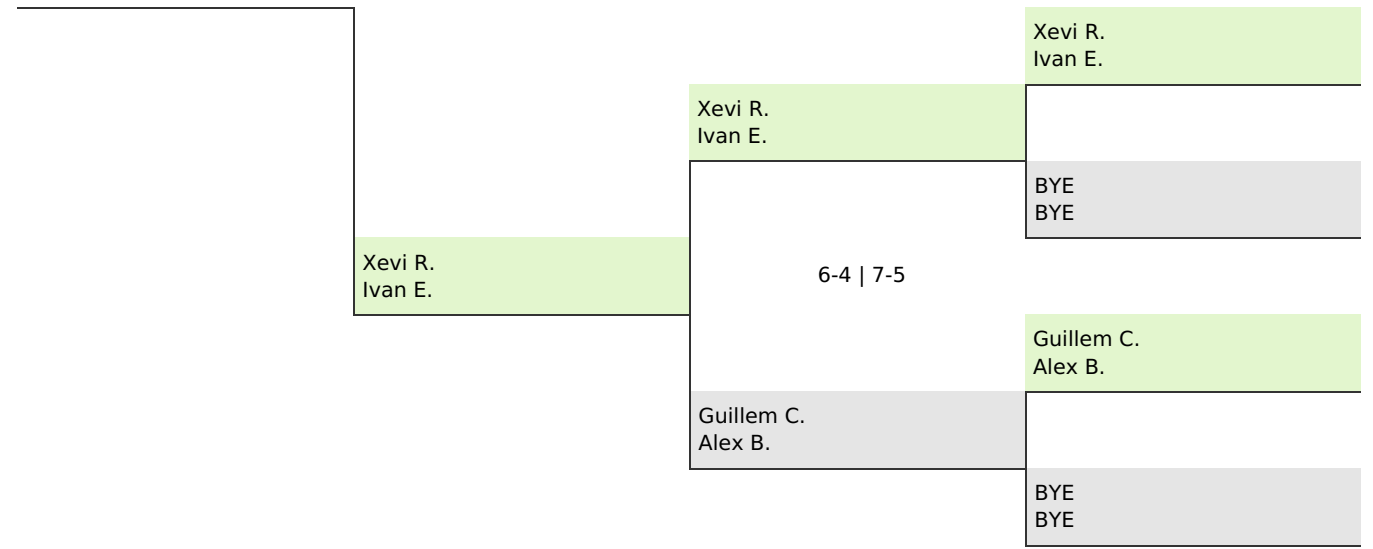 Xevi R.
Ivan E.
Xevi R.
Ivan E.
BYE
BYE
Xevi R.
Ivan E.
6-4 | 7-5
Guillem C.
Alex B.
Guillem C.
Alex B.
BYE
BYE